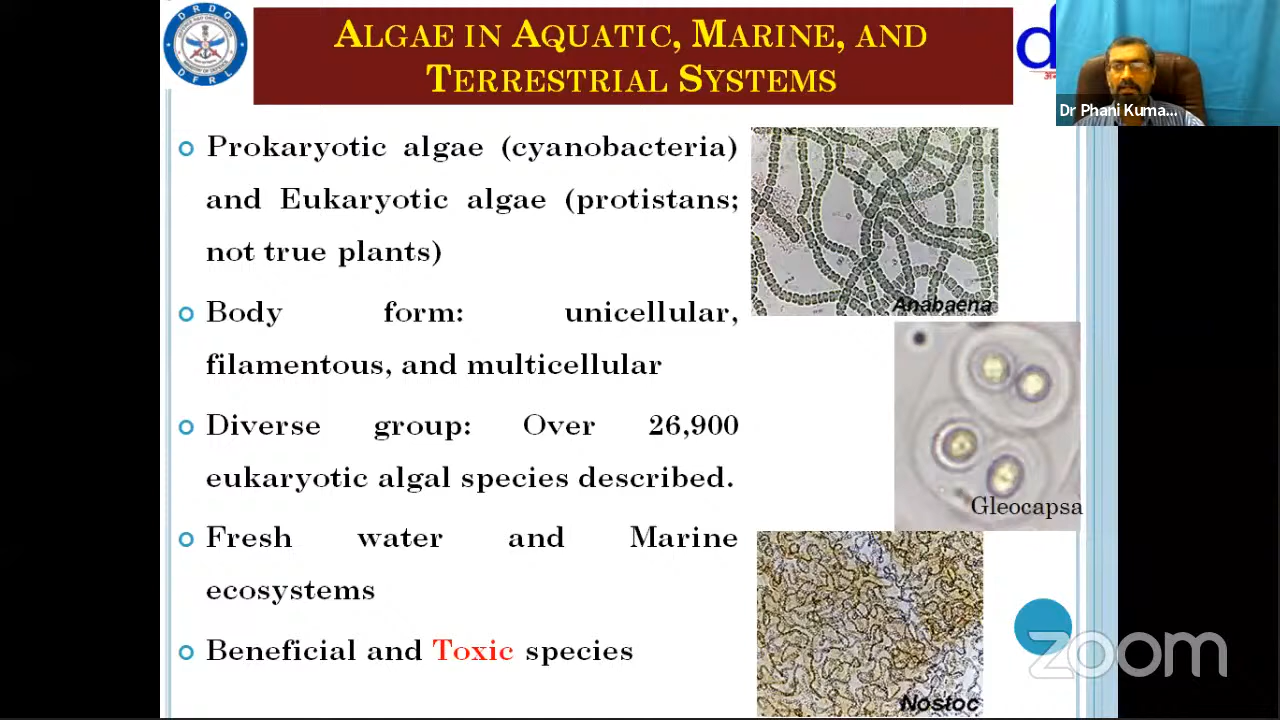 DRDO
DFRL
ALGAE IN AQUATIC, MARINE, AND
TERRESTRIAL SYSTEMS
Dr Phani Kuma...
Prokaryotic algae (cyanobacteria)
and Eukaryotic algae (protistans;
not true plants)
Body form: unicellular,
filamentous, and multicellular
Diverse group: Over 26,900
eukaryotic algal species described.
Fresh water and Marine
ecosystems
Beneficial and Toxic species
Anabaena
Gleocapsa
Nostoc
zoom